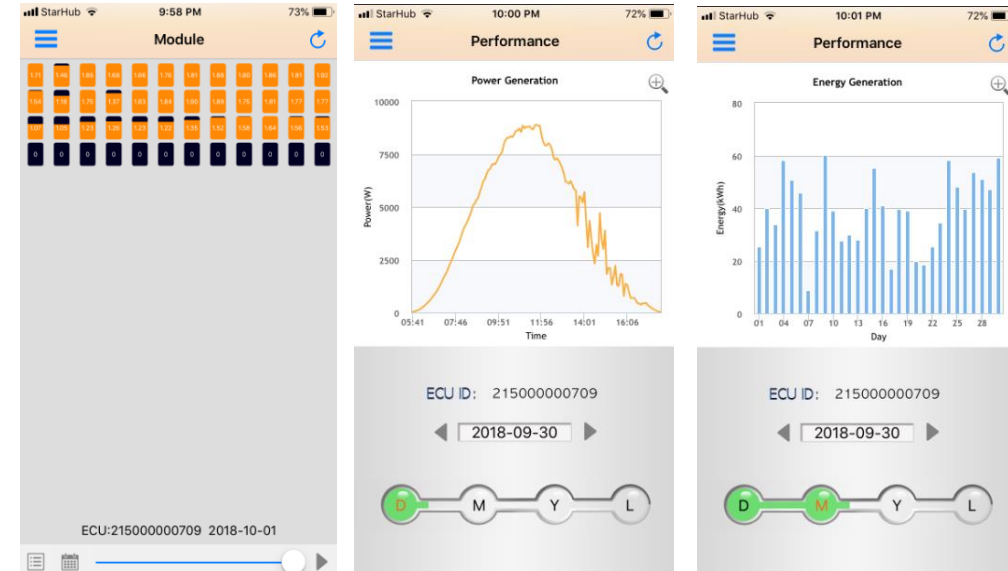 StarHub 9:58 PM 73%
Module
1.71 1.46 1.85 1.68 1.86 1.76 1.81 1.88 1.80 1.86 1.81 1.92
1.64 1.18 1.75 1.37 1.83 1.84 1.90 1.89 1.75 1.91 1.77 1.77
1.07 1.05 1.23 1.26 1.23 1.22 1.35 1.52 1.58 1.64 1.56 1.53
0 0 0 0 0 0 0 0 0 0 0 0
ECU:215000000709 2018-10-01
StarHub 10:00 PM 72%
Performance
Power Generation
10000
7500
5000
2500
0
Power(W)
05:41 07:46 09:51 11:56 14:01 16:06
Time
ECU ID: 215000000709
2018-09-30
D M Y L
StarHub 10:01 PM 72%
Performance
Energy Generation
80
60
40
20
0
Energy(kWh)
01 04 07 10 13 16 19 22 25 28
Day
ECU ID: 215000000709
2018-09-30
D M Y L